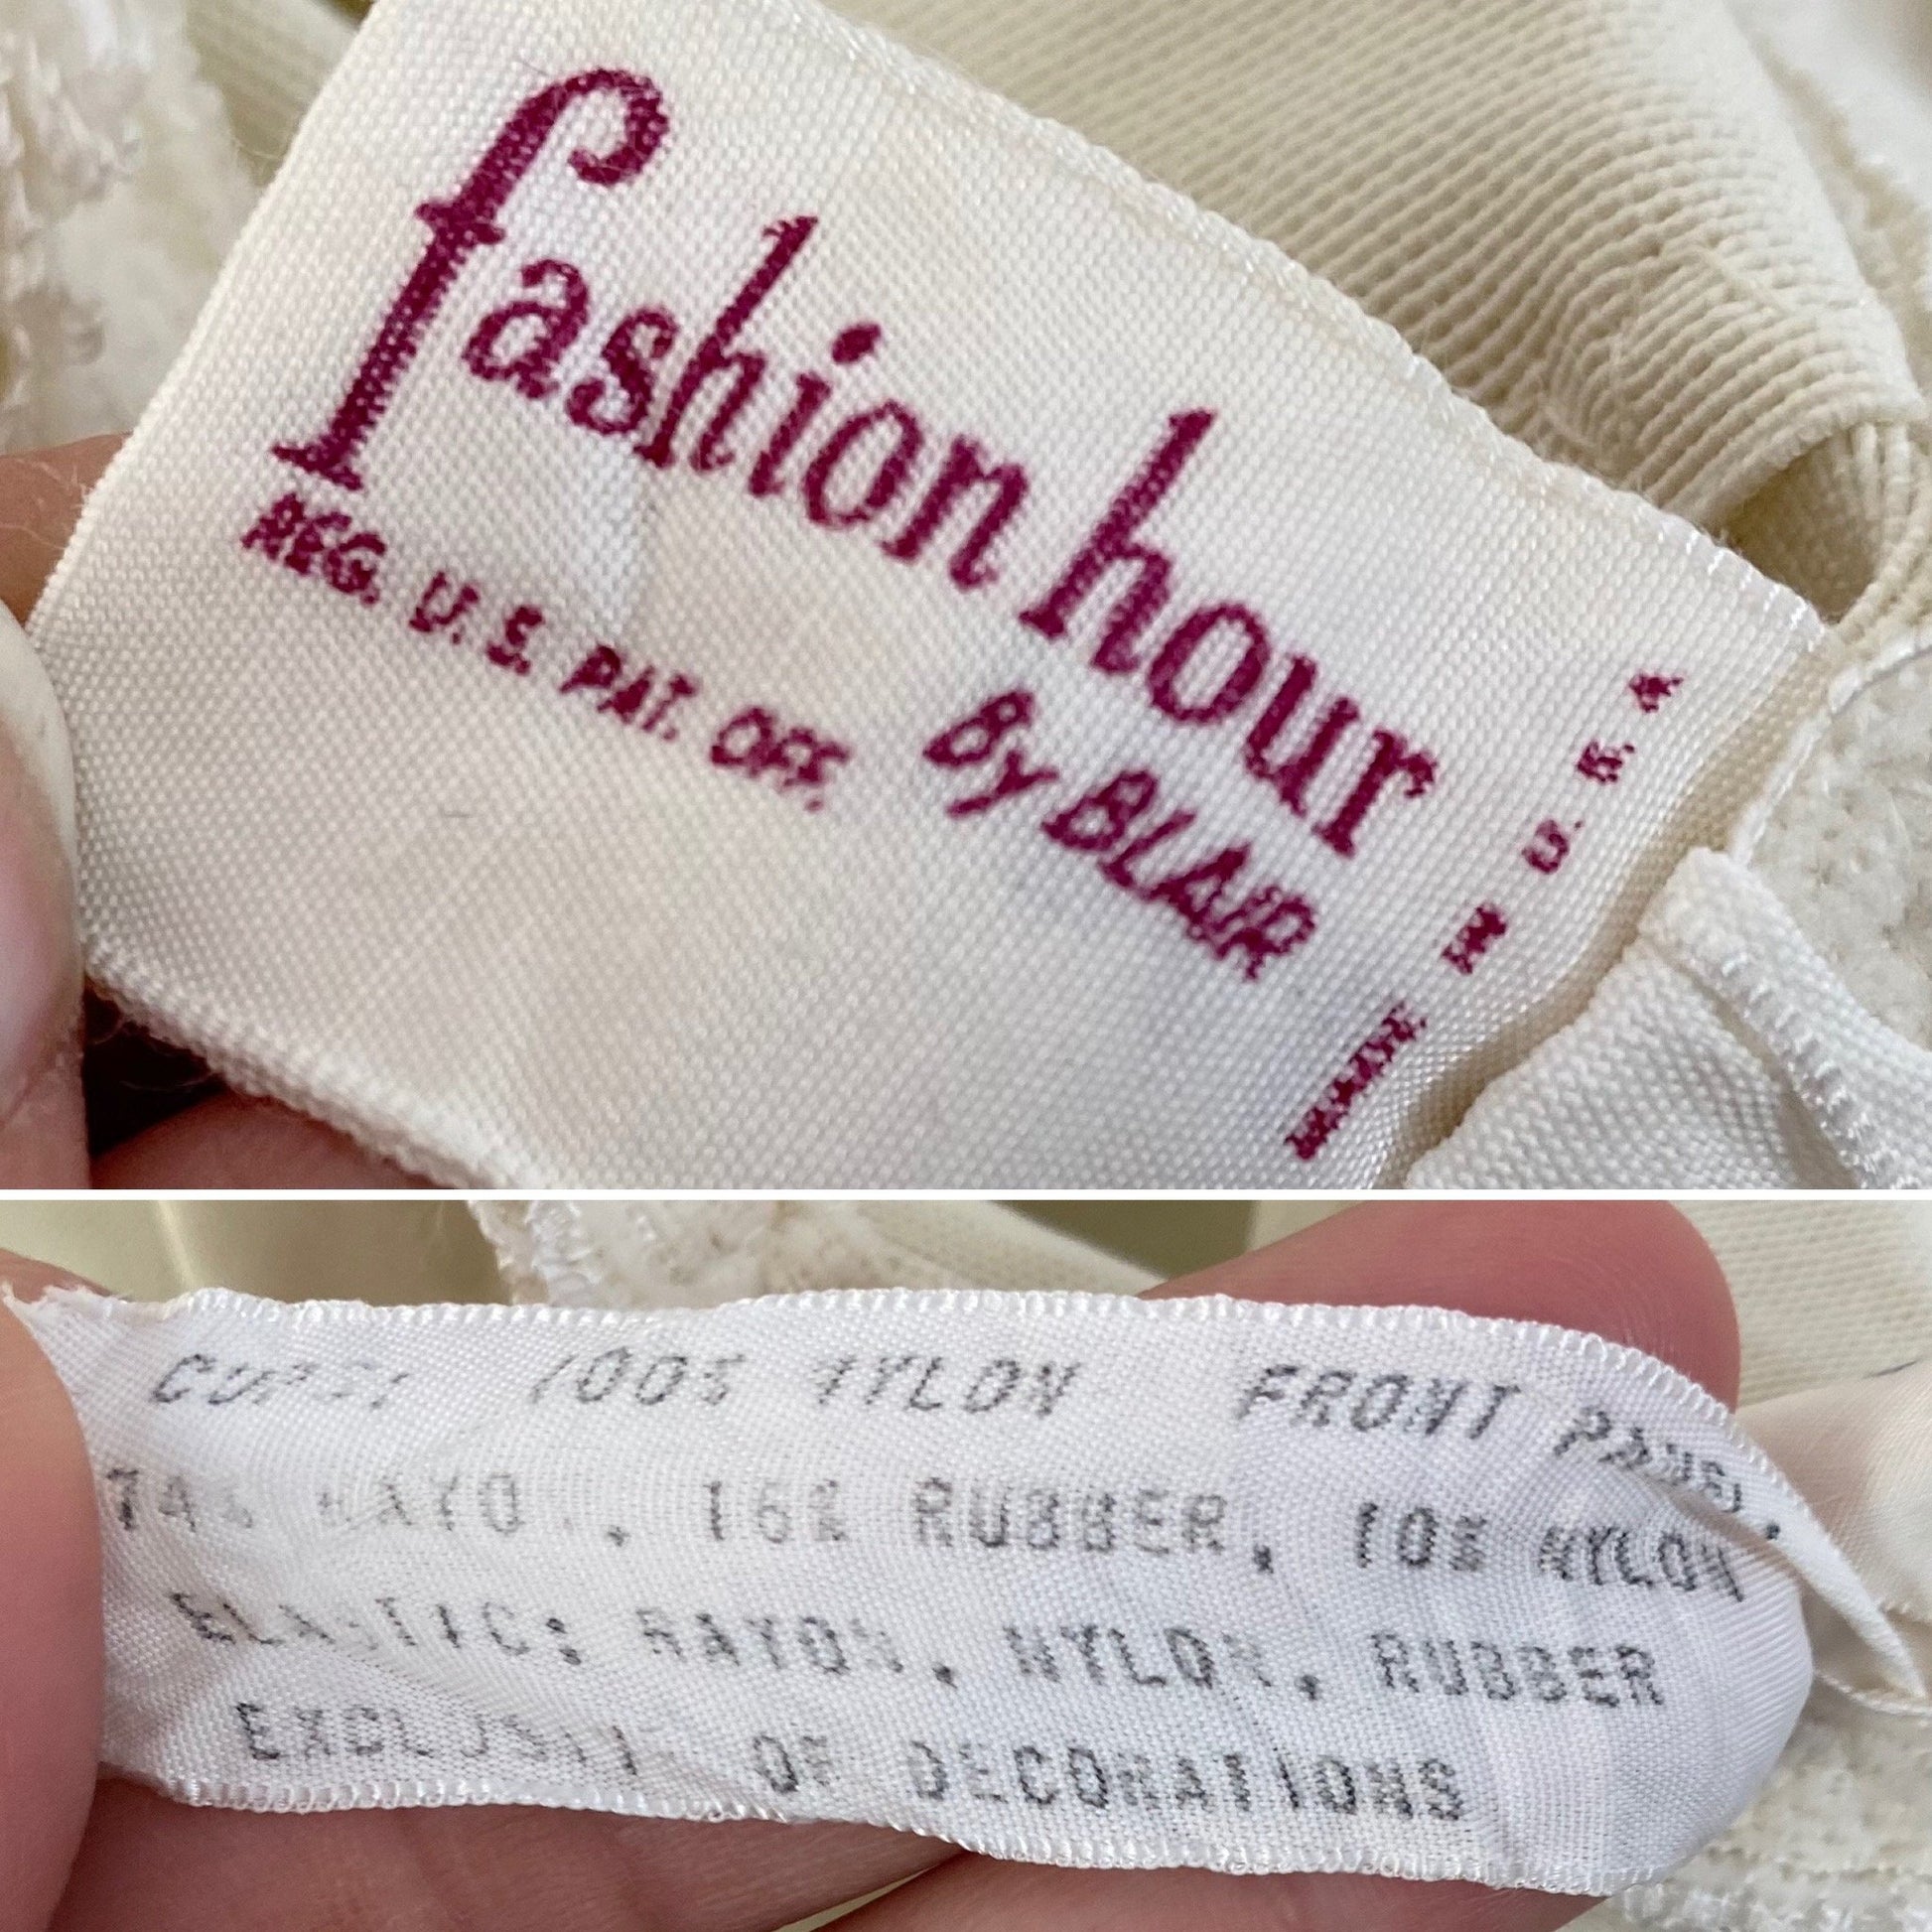 fashion hour
REG. U.S. PAT. OFF. By BLAIR
MADE IN U.S.A.
CUPS: 100% NYLON FRONT PANEL:
74% RAYON, 16% RUBBER, 10% NYLON
ELASTIC: RAYON, NYLON, RUBBER
EXCLUSIVE OF DECORATIONS